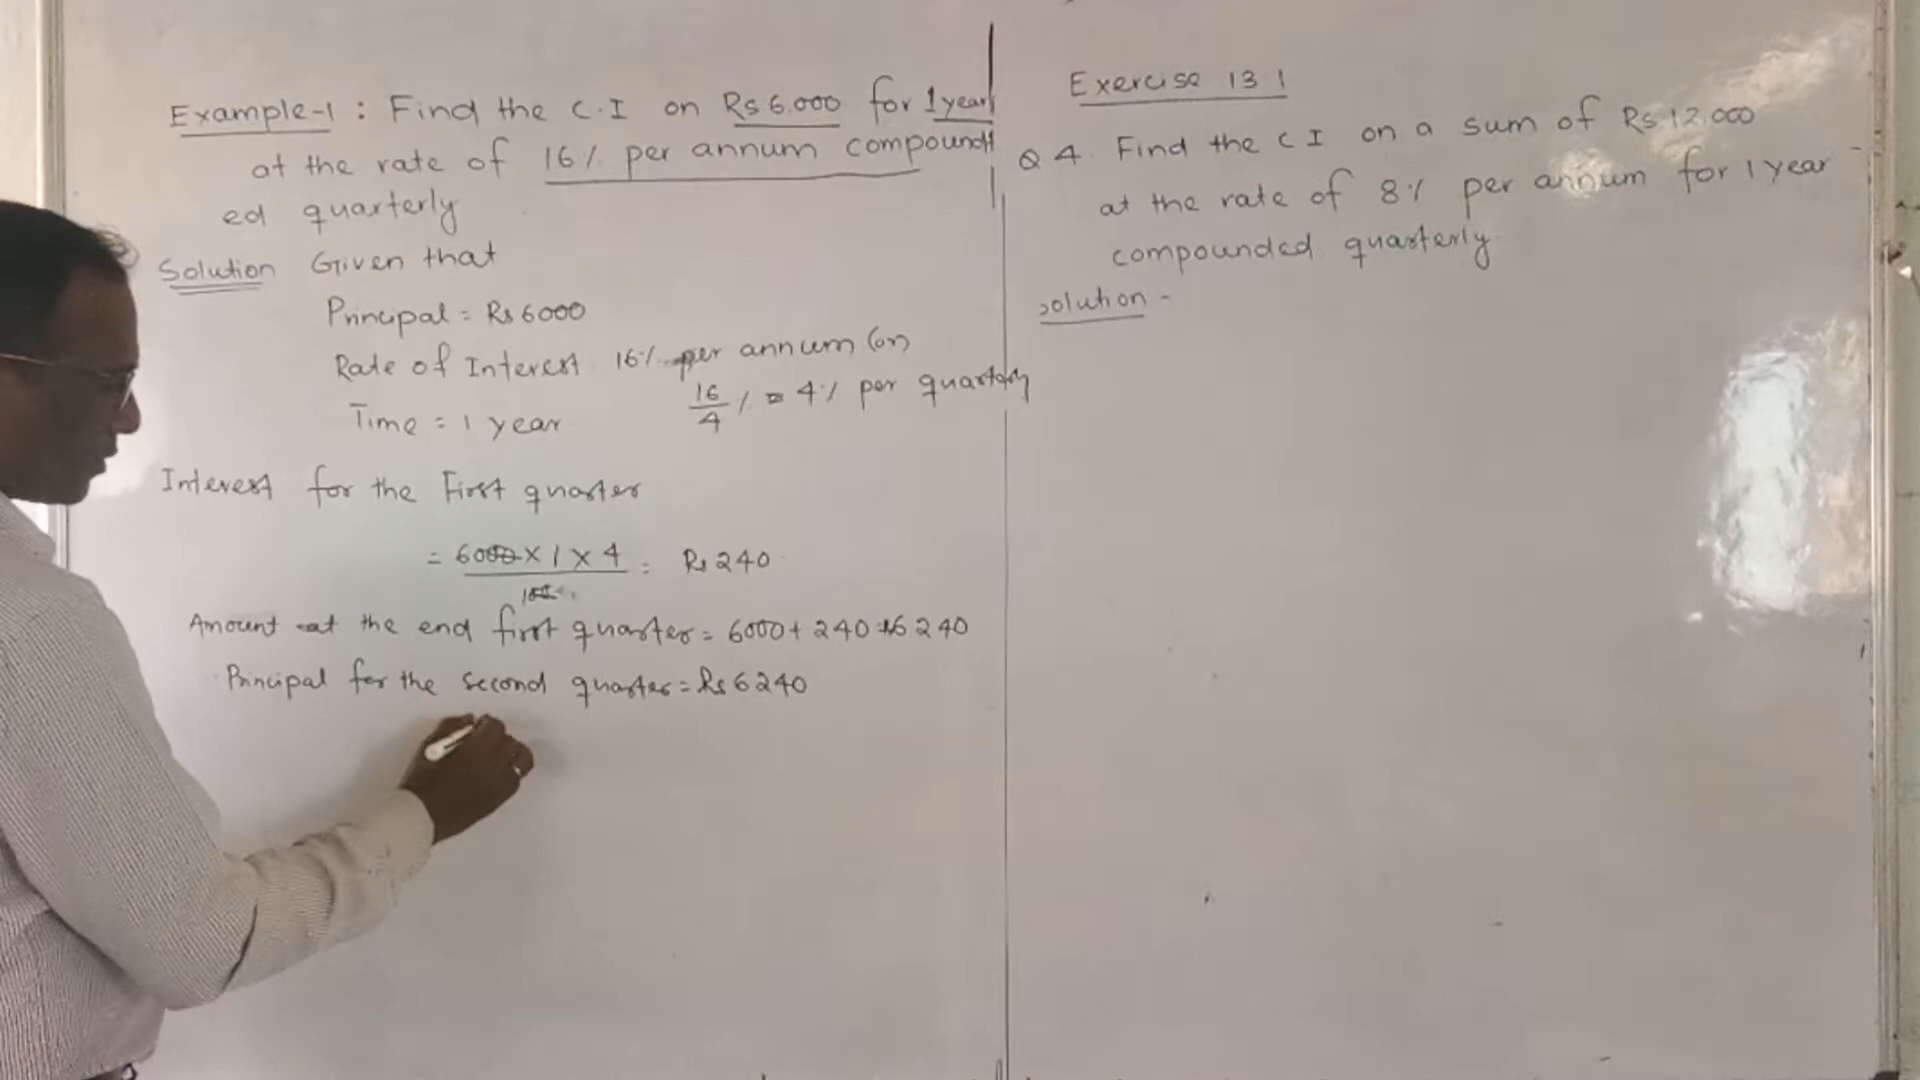 Example-1 : Find the C.I on Rs 6,000 for 1 year
at the rate of 16% per annum compound
ed quarterly
Solution Given that
Principal = Rs 6000
Rate of Interest 16% per annum (or)
16/4 % = 4% per quarterly
Time = 1 year
Interest for the First quarter
= 6000 × 1 × 4 / 100 = Rs 240
Amount at the end first quarter = 6000 + 240 = 6240
Principal for the second quarter = Rs 6240
Exercise 13 1
Q 4. Find the C I on a sum of Rs 12,000
at the rate of 8% per annum for 1 year
compounded quarterly
solution -